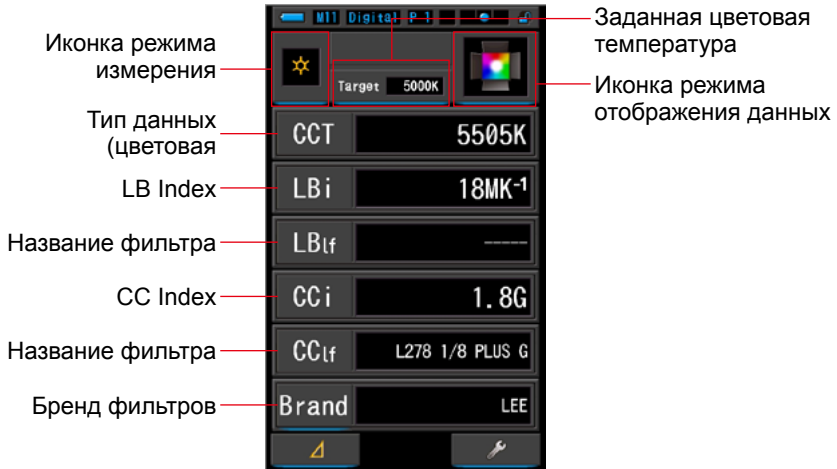 M11 Digital P 1
Заданная цветовая
температура
Иконка режима
измерения
Target 5000K
Иконка режима
отображения данных
Тип данных
(цветовая
CCT 5505K
LB Index
LBi 18MK-1
Название фильтра
LBlf -----
CC Index
CCi 1.8G
Название фильтра
CClf L278 1/8 PLUS G
Бренд фильтров
Brand LEE